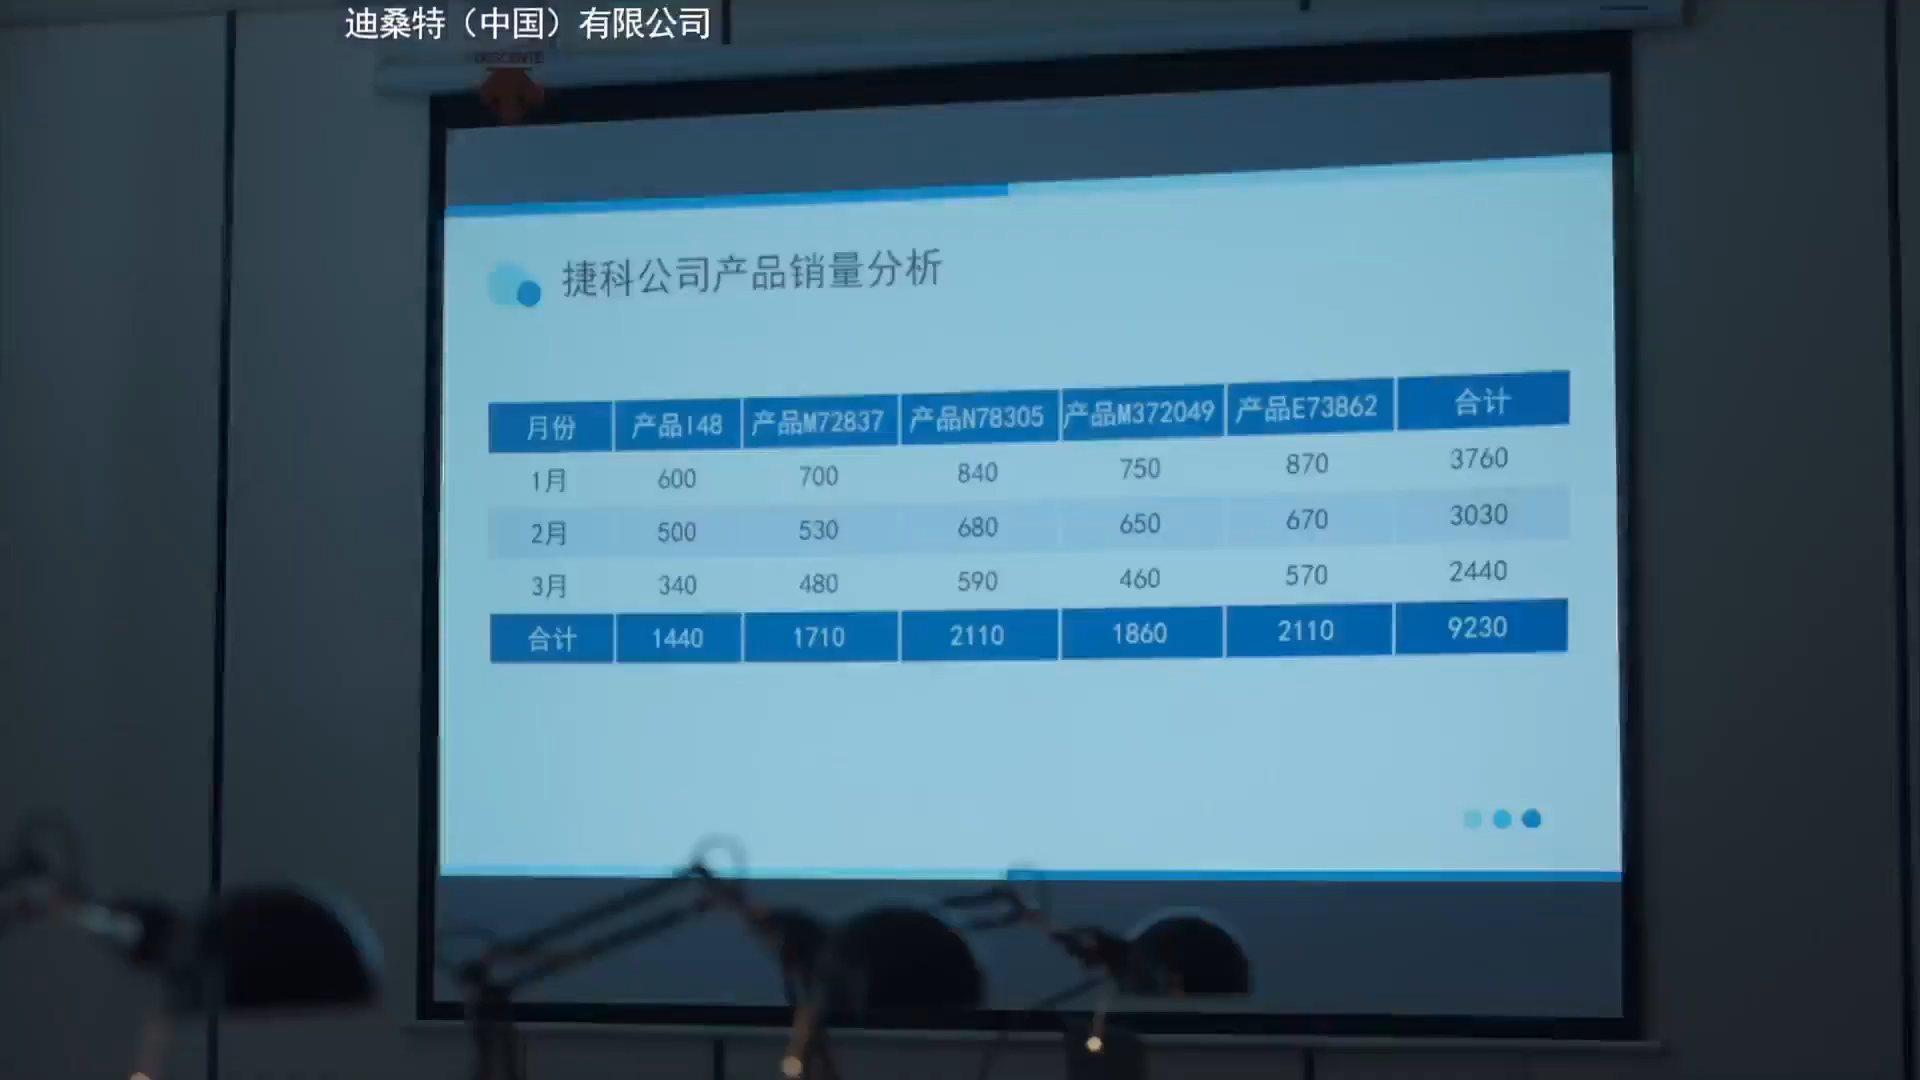 迪桑特（中国）有限公司
DESCENTE
捷科公司产品销量分析
月份 产品I48 产品M72837 产品N78305 产品M372049 产品E73862 合计
1月 600 700 840 750 870 3760
2月 500 530 680 650 670 3030
3月 340 480 590 460 570 2440
合计 1440 1710 2110 1860 2110 9230